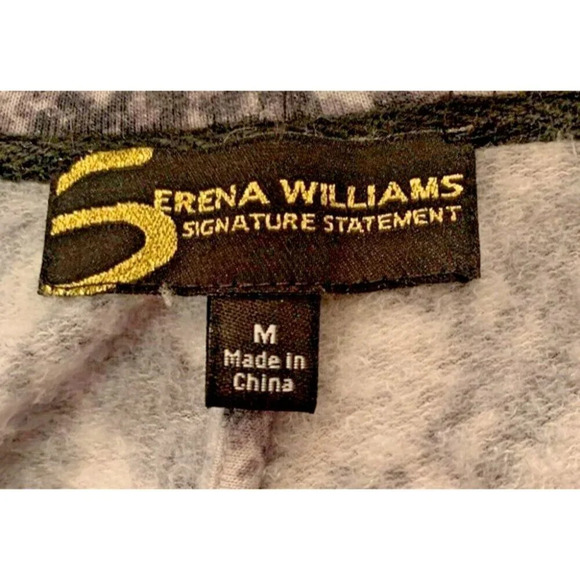 SERENA WILLIAMS
SIGNATURE STATEMENT
M
Made in
China